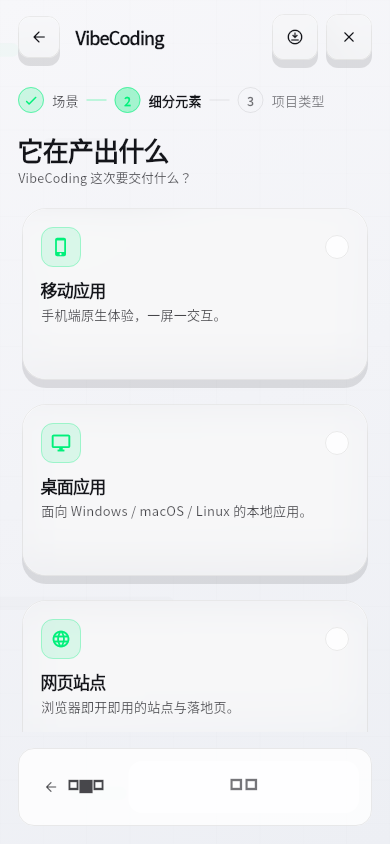 VibeCoding
场景
2 细分元素
3 项目类型
它在产出什么
VibeCoding 这次要交付什么？
移动应用
手机端原生体验，一屏一交互。
桌面应用
面向 Windows / macOS / Linux 的本地应用。
网页站点
浏览器即开即用的站点与落地页。